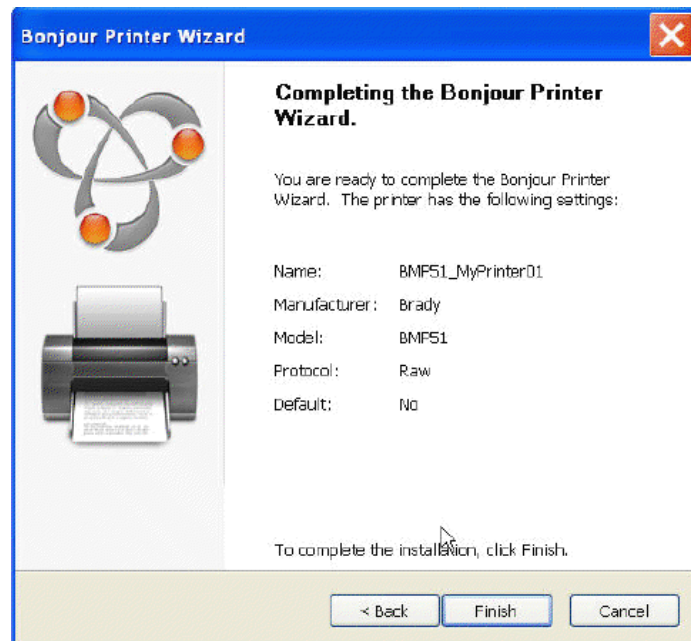 Bonjour Printer Wizard
Completing the Bonjour Printer
Wizard.
You are ready to complete the Bonjour Printer
Wizard. The printer has the following settings:
Name: BMP51_MyPrinter01
Manufacturer: Brady
Model: BMP51
Protocol: Raw
Default: No
To complete the installation, click Finish.
< Back Finish Cancel